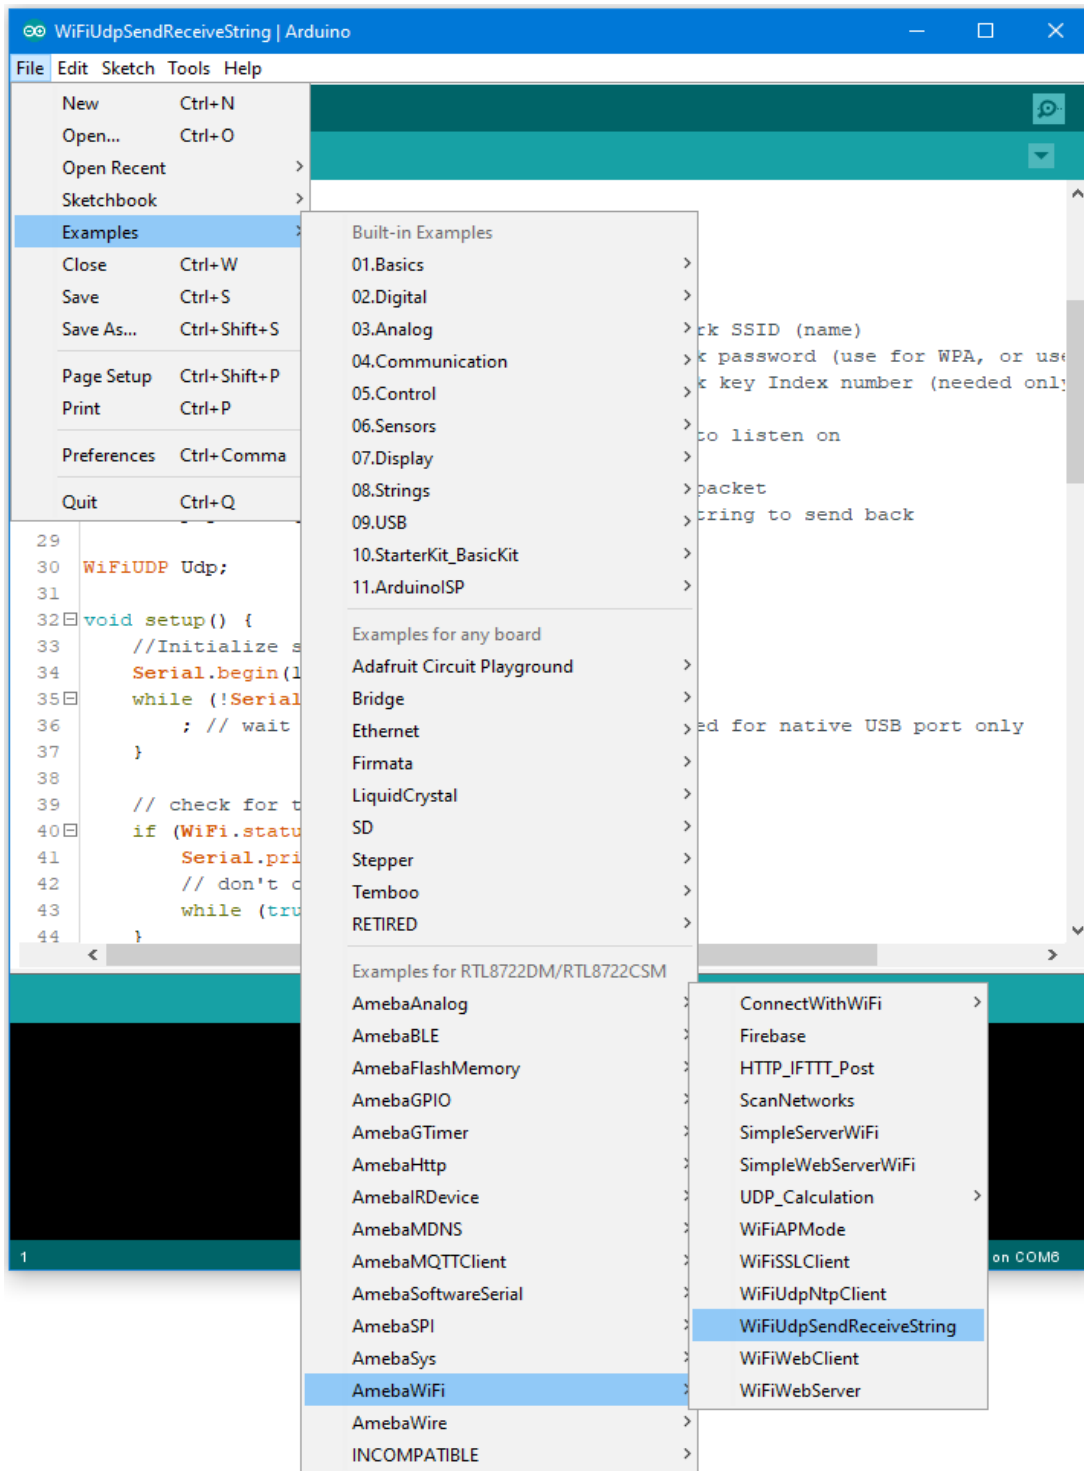 WiFiUdpSendReceiveString | Arduino
File Edit Sketch Tools Help
New Ctrl+N
Open... Ctrl+O
Open Recent
Sketchbook
Examples
Close Ctrl+W
Save Ctrl+S
Save As... Ctrl+Shift+S
Page Setup Ctrl+Shift+P
Print Ctrl+P
Preferences Ctrl+Comma
Quit Ctrl+Q
Built-in Examples
01.Basics
02.Digital
03.Analog
04.Communication
05.Control
06.Sensors
07.Display
08.Strings
09.USB
10.StarterKit_BasicKit
11.ArduinoISP
Examples for any board
Adafruit Circuit Playground
Bridge
Ethernet
Firmata
LiquidCrystal
SD
Stepper
Temboo
RETIRED
Examples for RTL8722DM/RTL8722CSM
AmebaAnalog
AmebaBLE
AmebaFlashMemory
AmebaGPIO
AmebaGTimer
AmebaHttp
AmebaIRDevice
AmebaMDNS
AmebaMQTTClient
AmebaSoftwareSerial
AmebaSPI
AmebaSys
AmebaWiFi
AmebaWire
INCOMPATIBLE
ConnectWithWiFi
Firebase
HTTP_IFTTT_Post
ScanNetworks
SimpleServerWiFi
SimpleWebServerWiFi
UDP_Calculation
WiFiAPMode
WiFiSSLClient
WiFiUdpNtpClient
WiFiUdpSendReceiveString
WiFiWebClient
WiFiWebServer
rk SSID (name)
k password (use for WPA, or use
k key Index number (needed only
to listen on
packet
tring to send back
29
30 WiFiUDP Udp;
31
32 void setup() {
33 //Initialize s
34 Serial.begin(1
35 while (!Serial
36 ; // wait ed for native USB port only
37 }
38
39 // check for t
40 if (WiFi.statu
41 Serial.pri
42 // don't c
43 while (tru
44 }
1 on COM6